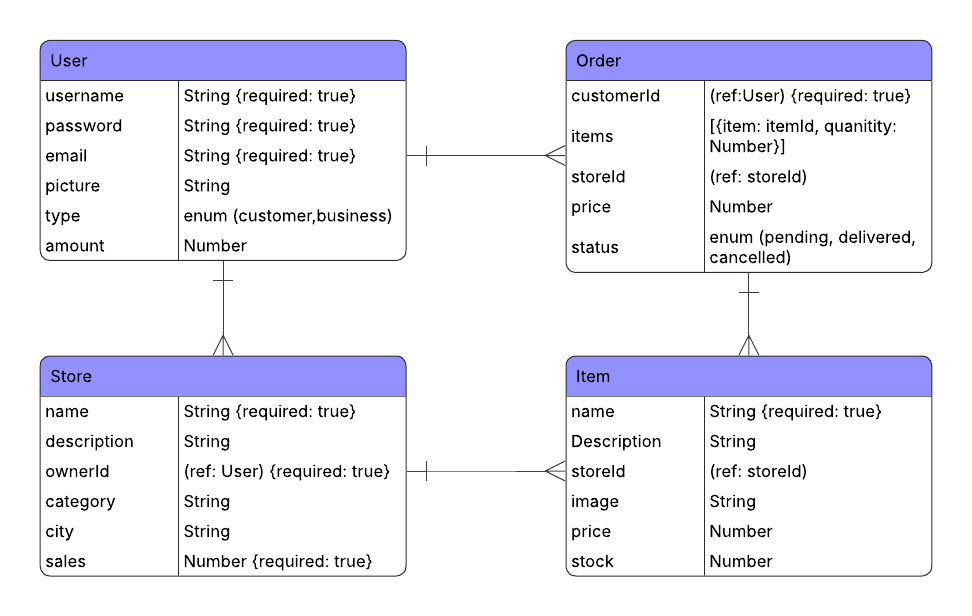 User
username String {required: true}
password String {required: true}
email String {required: true}
picture String
type enum (customer,business)
amount Number
Order
customerId (ref:User) {required: true}
items [{item: itemId, quanitity:
Number}]
storeId (ref: storeId)
price Number
status enum (pending, delivered,
cancelled)
Store
name String {required: true}
description String
ownerId (ref: User) {required: true}
category String
city String
sales Number {required: true}
Item
name String {required: true}
Description String
storeId (ref: storeId)
image String
price Number
stock Number